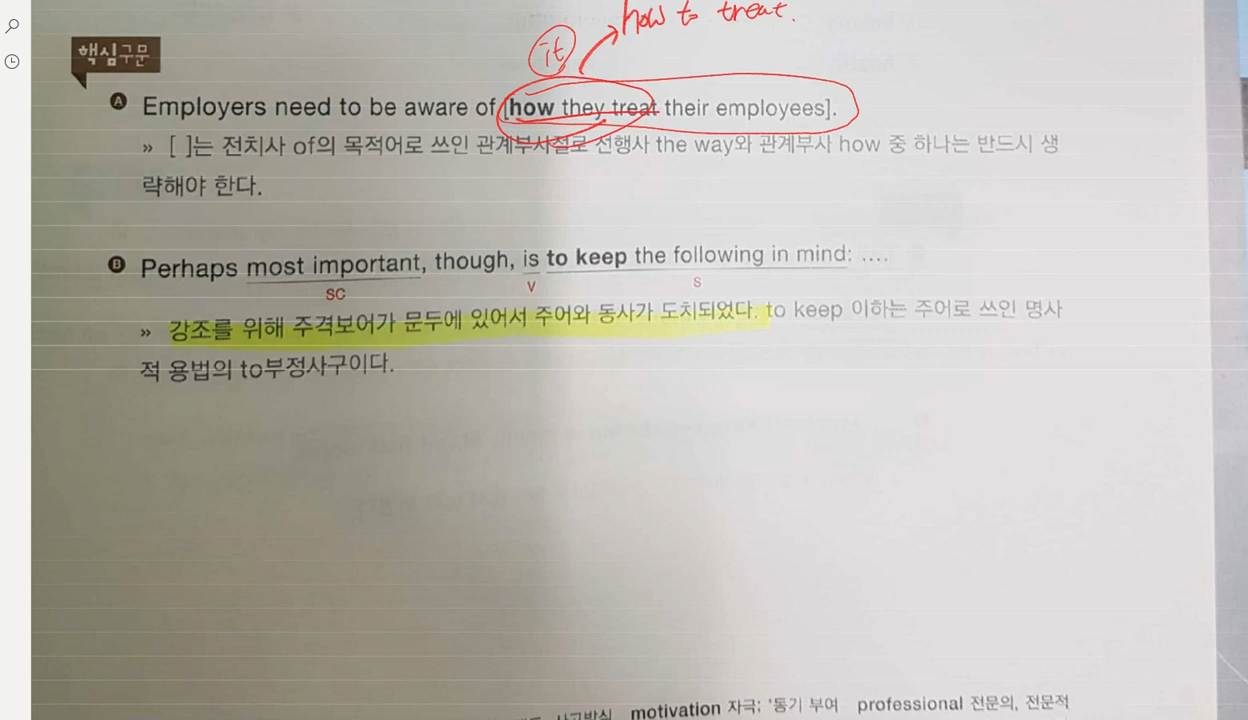 how to treat.
it
핵심구문
A Employers need to be aware of [how they treat their employees].
» [ ]는 전치사 of의 목적어로 쓰인 관계부사절로 선행사 the way와 관계부사 how 중 하나는 반드시 생
략해야 한다.
B Perhaps most important, though, is to keep the following in mind: ....
SC V S
» 강조를 위해 주격보어가 문두에 있어서 주어와 동사가 도치되었다. to keep 이하는 주어로 쓰인 명사
적 용법의 to부정사구이다.
사고방식 motivation 자극; *동기 부여 professional 전문의, 전문적